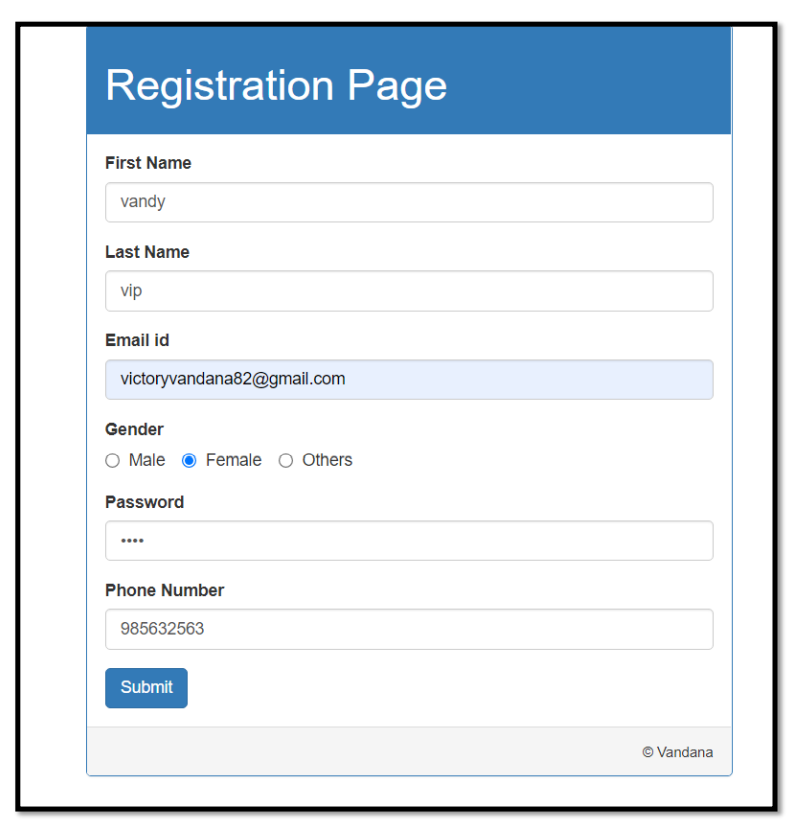 Registration Page
First Name
vandy
Last Name
vip
Email id
victoryvandana82@gmail.com
Gender
Male Female Others
Password
••••
Phone Number
985632563
Submit
© Vandana